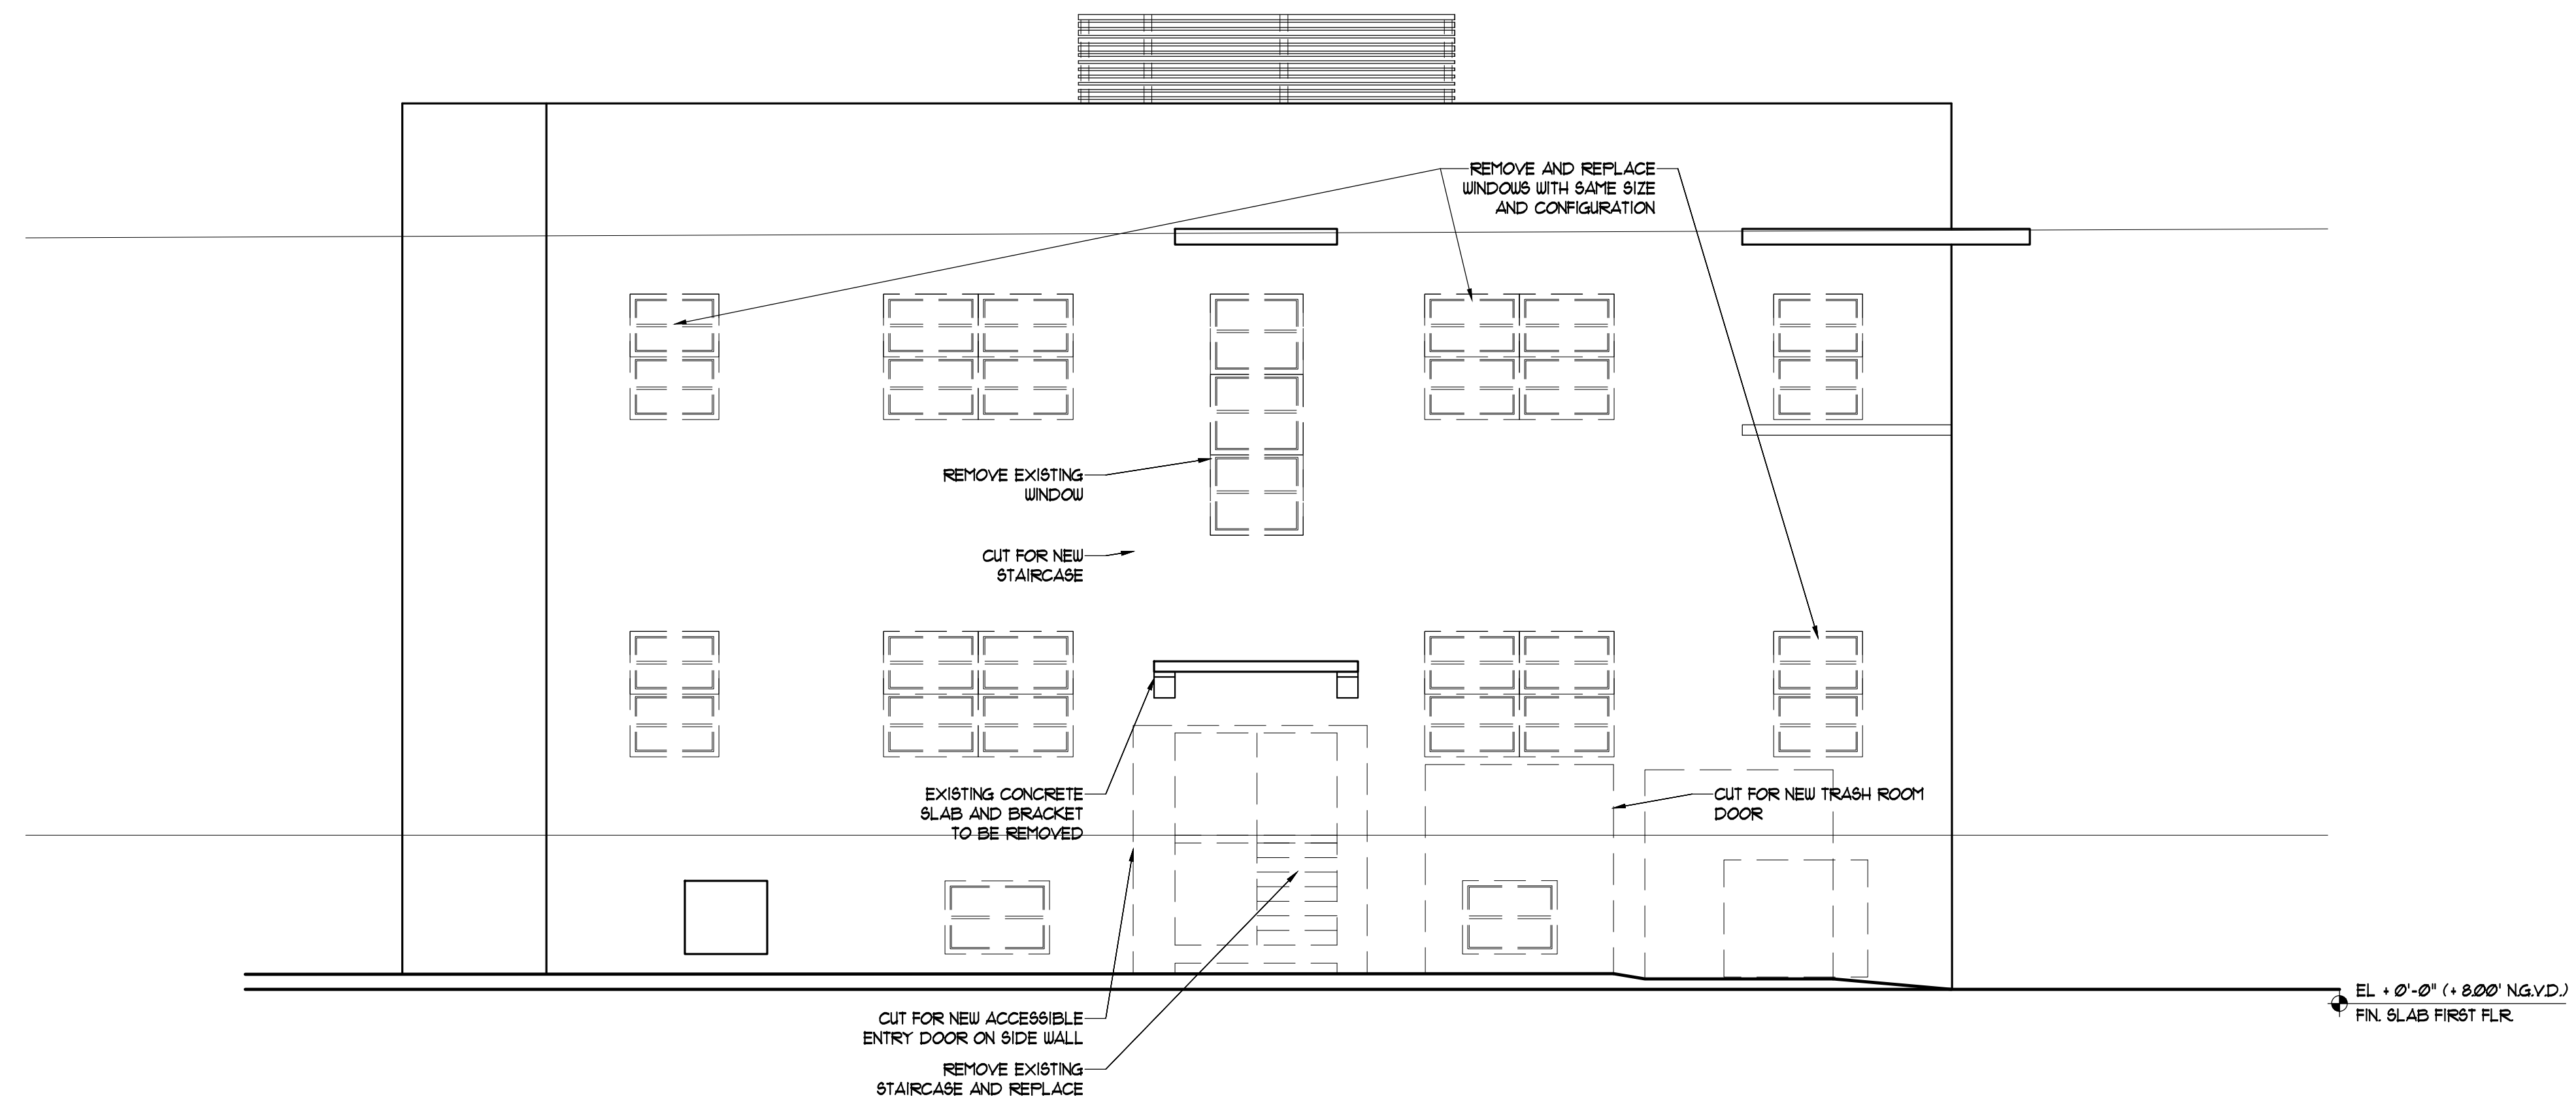 REMOVE AND REPLACE
WINDOWS WITH SAME SIZE
AND CONFIGURATION
REMOVE EXISTING
WINDOW
CUT FOR NEW
STAIRCASE
EXISTING CONCRETE
SLAB AND BRACKET
TO BE REMOVED
CUT FOR NEW TRASH ROOM
DOOR
EL + 0'-0" (+ 8.00' N.G.V.D.)
FIN. SLAB FIRST FLR.
CUT FOR NEW ACCESSIBLE
ENTRY DOOR ON SIDE WALL
REMOVE EXISTING
STAIRCASE AND REPLACE